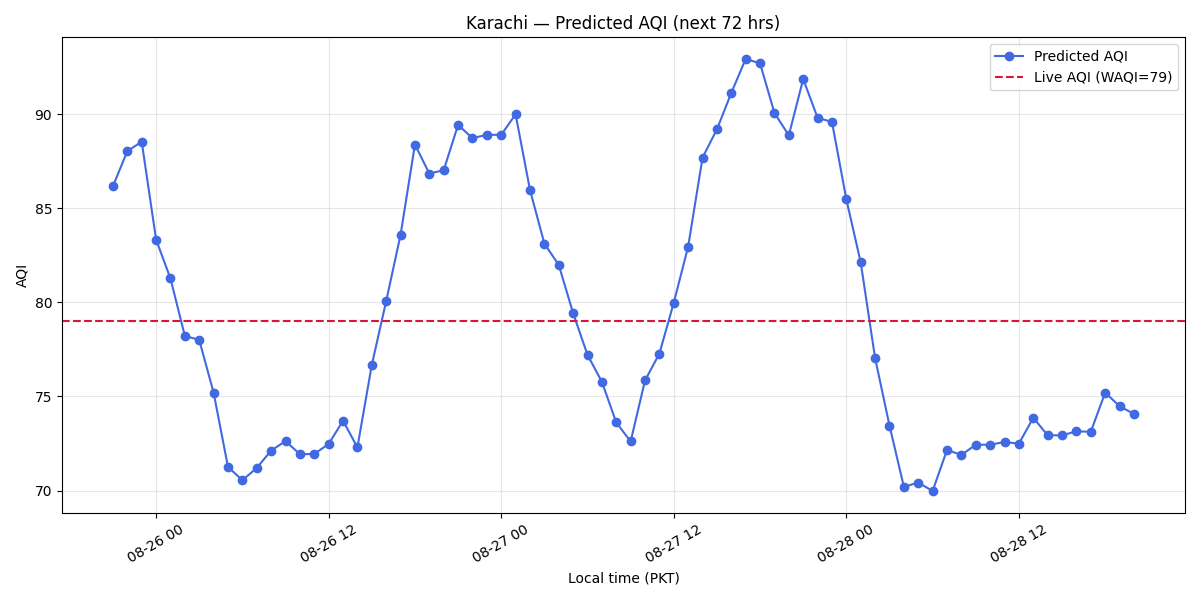 Karachi — Predicted AQI (next 72 hrs)
Predicted AQI
Live AQI (WAQI=79)
AQI
90
85
80
75
70
08-26 00
08-26 12
08-27 00
08-27 12
08-28 00
08-28 12
Local time (PKT)